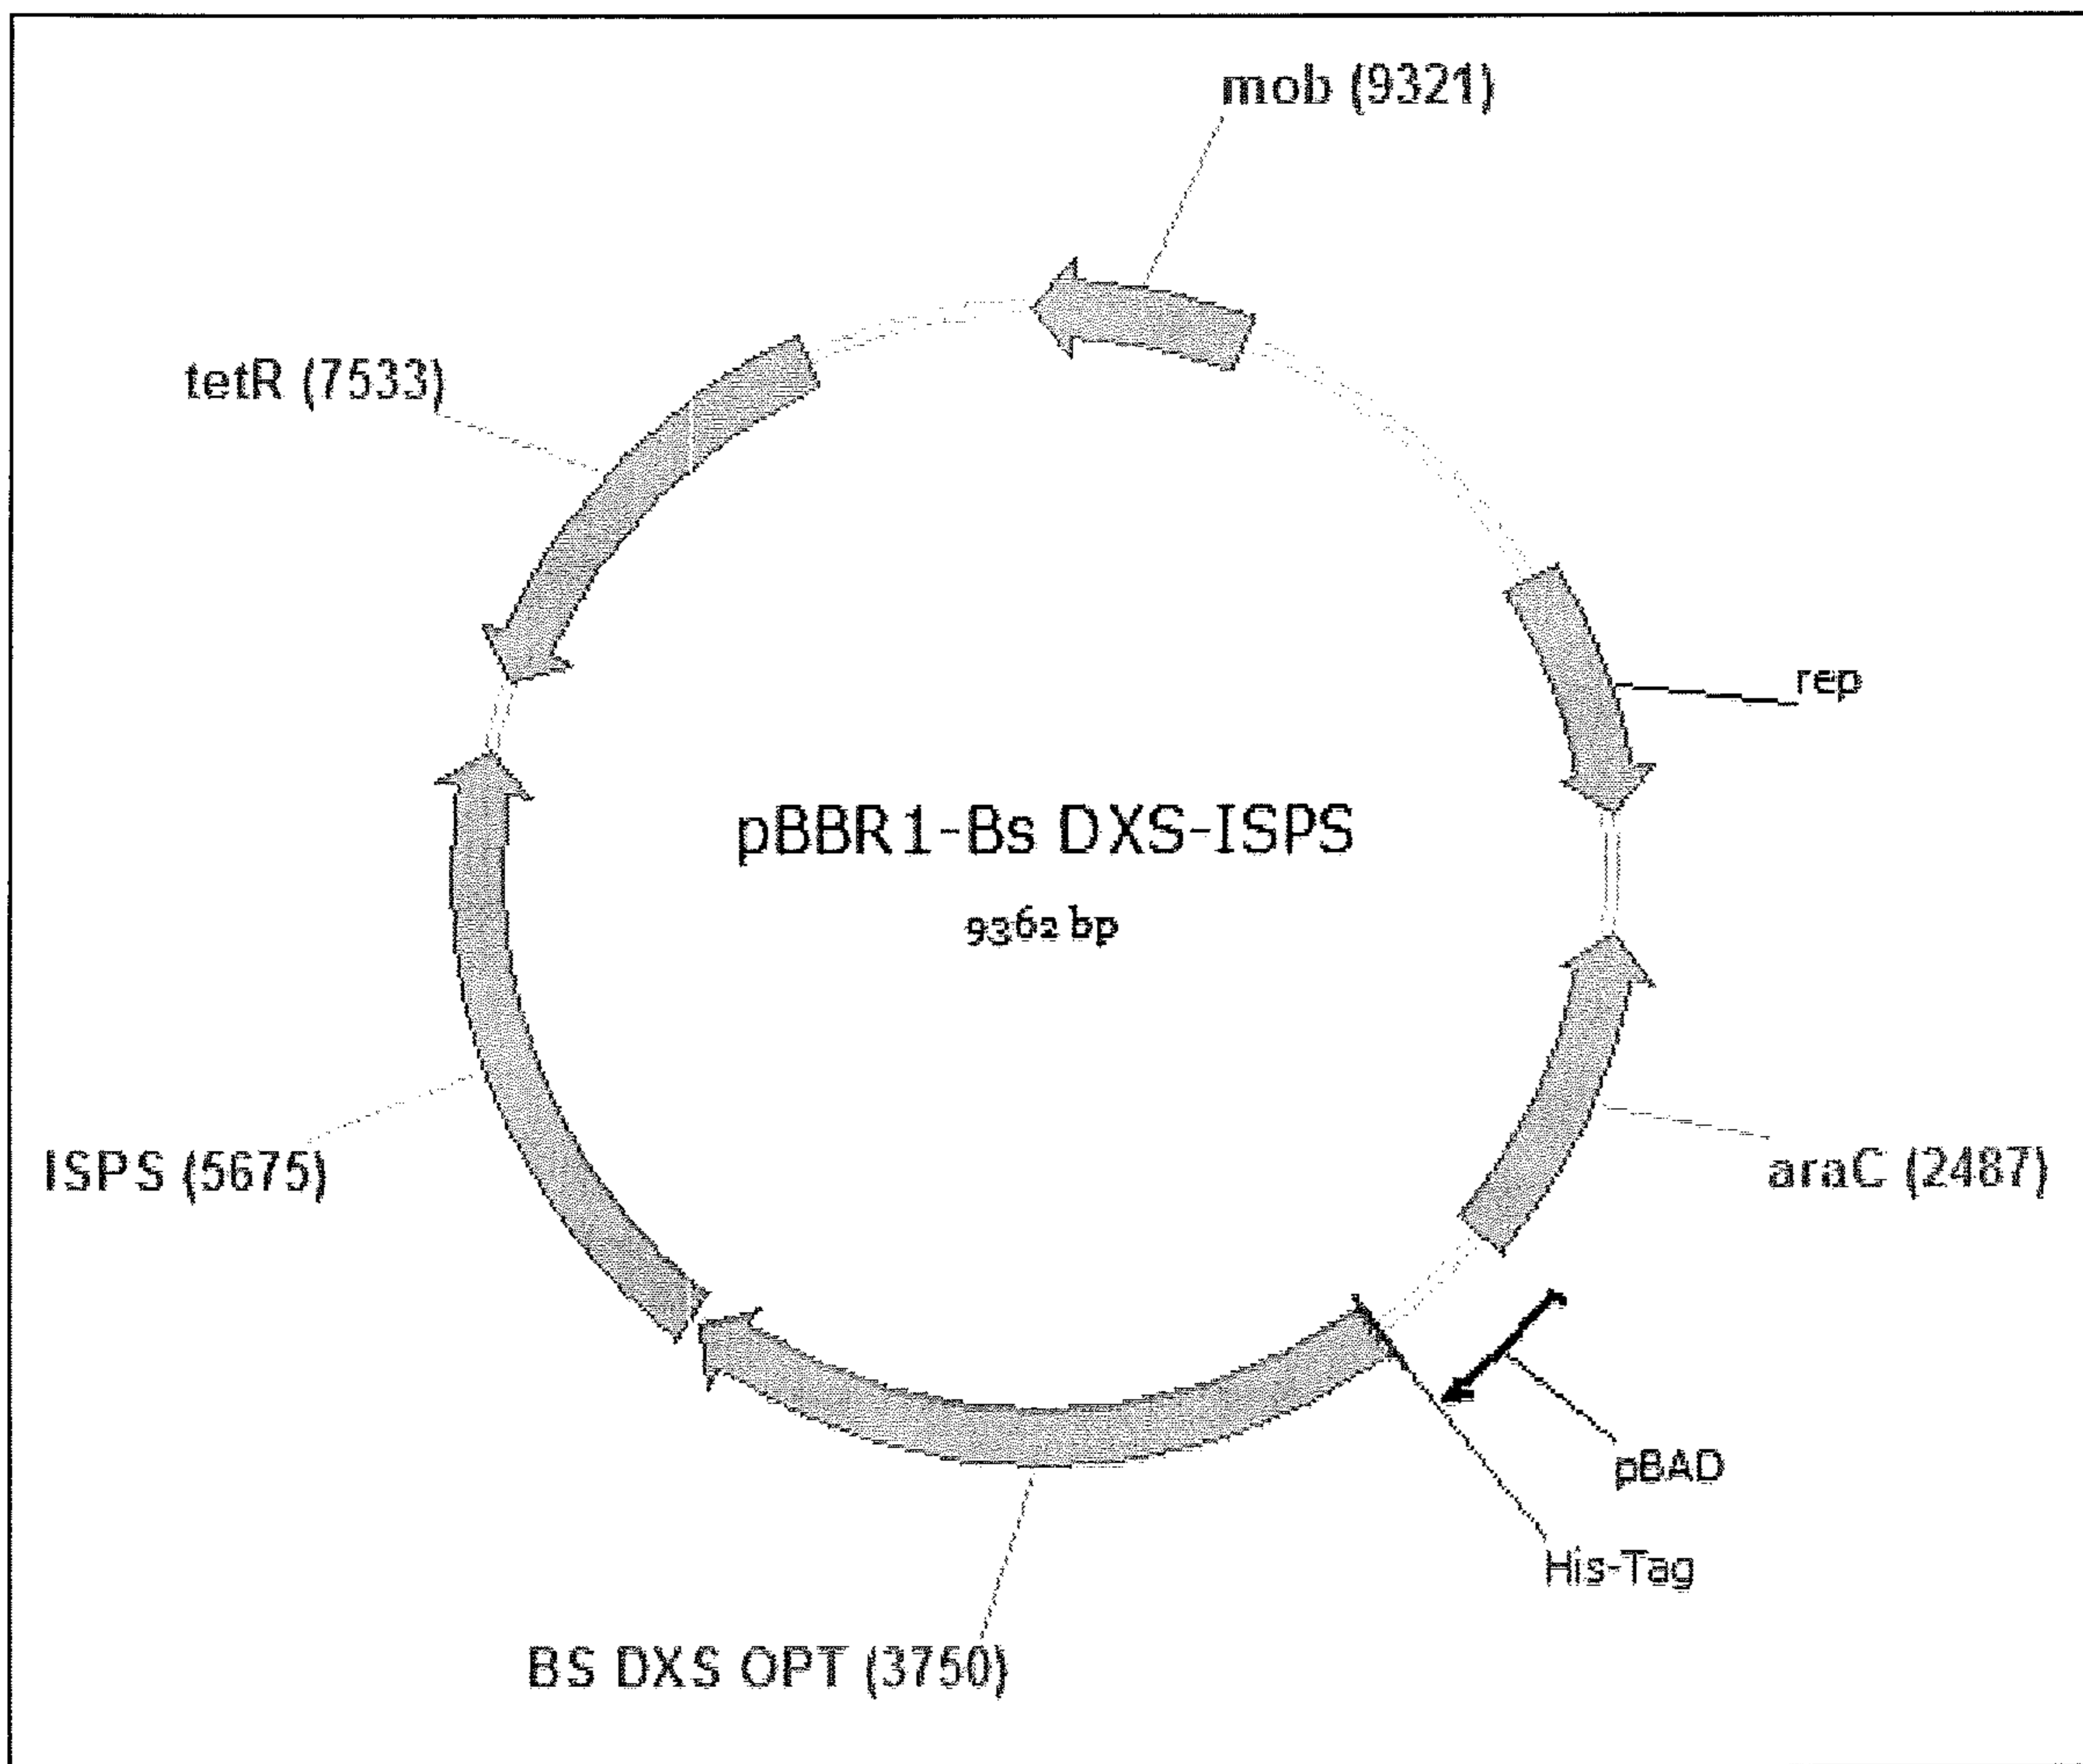 mob (9321)
tetR (7533)
rep
pBBR1-Bs DXS-ISPS
9362 bp
ISPS (5675)
araC (2487)
pBAD
His-Tag
BS DXS OPT (3750)